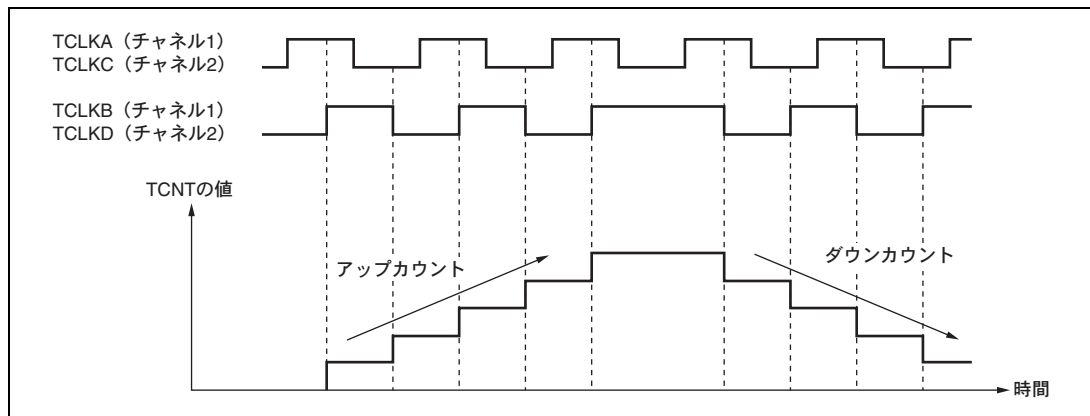 TCLKA（チャネル1）
TCLKC（チャネル2）
TCLKB（チャネル1）
TCLKD（チャネル2）
TCNTの値
アップカウント
ダウンカウント
時間